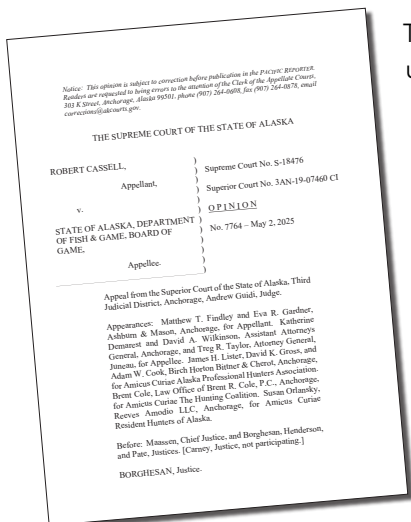 Notice: This opinion is subject to correction before publication in the PACIFIC REPORTER.
Readers are requested to bring errors to the attention of the Clerk of the Appellate Courts,
303 K Street, Anchorage, Alaska 99501, phone (907) 264-0608, fax (907) 264-0878, email
corrections@akcourts.gov.
THE SUPREME COURT OF THE STATE OF ALASKA
ROBERT CASSELL,
Appellant,
v.
STATE OF ALASKA, DEPARTMENT
OF FISH & GAME, BOARD OF
GAME,
Appellee.
)
)
)
)
)
)
)
)
)
)
Supreme Court No. S-18476
Superior Court No. 3AN-19-07460 CI
O P I N I O N
No. 7764 – May 2, 2025
Appeal from the Superior Court of the State of Alaska, Third
Judicial District, Anchorage, Andrew Guidi, Judge.
Appearances: Matthew T. Findley and Eva R. Gardner,
Ashburn & Mason, Anchorage, for Appellant. Katherine
Demarest and David A. Wilkinson, Assistant Attorneys
General, Anchorage, and Treg R. Taylor, Attorney General,
Juneau, for Appellee. James H. Lister, David K. Gross, and
Adam W. Cook, Birch Horton Bittner & Cherot, Anchorage,
for Amicus Curiae Alaska Professional Hunters Association.
Brent Cole, Law Office of Brent R. Cole, P.C., Anchorage,
for Amicus Curiae The Hunting Coalition. Susan Orlansky,
Reeves Amodio LLC, Anchorage, for Amicus Curiae
Resident Hunters of Alaska.
Before: Maassen, Chief Justice, and Borghesan, Henderson,
and Pate, Justices. [Carney, Justice, not participating.]
BORGHESAN, Justice.